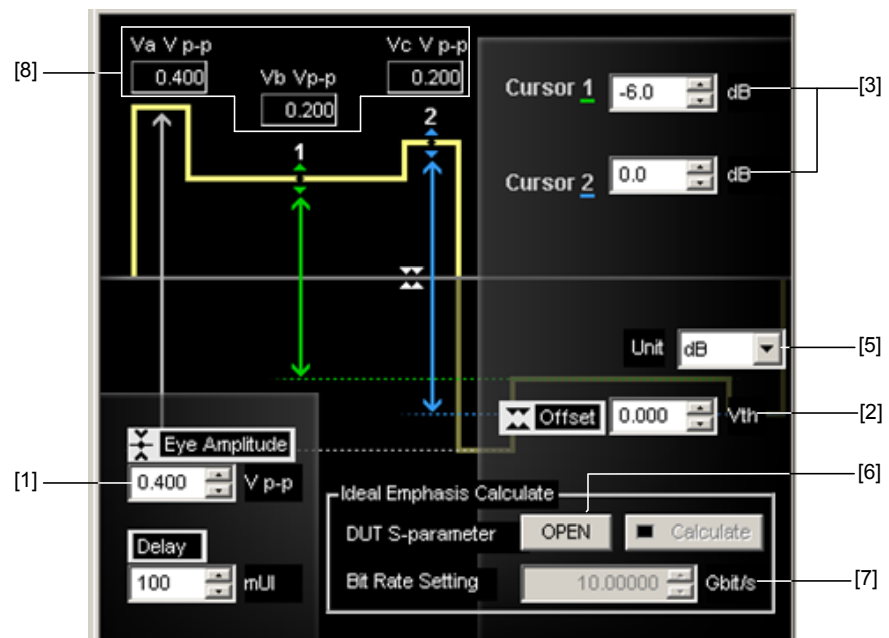 [8]
Va V p-p
0.400
Vb Vp-p
0.200
Vc V p-p
0.200
Cursor 1
-6.0
dB
[3]
Cursor 2
0.0
dB
1
2
Unit
dB
[5]
Offset
0.000
Vth
[2]
Eye Amplitude
[1]
0.400
V p-p
Delay
100
mUI
[6]
Ideal Emphasis Calculate
DUT S-parameter
OPEN
Calculate
Bit Rate Setting
10.00000
Gbit/s
[7]